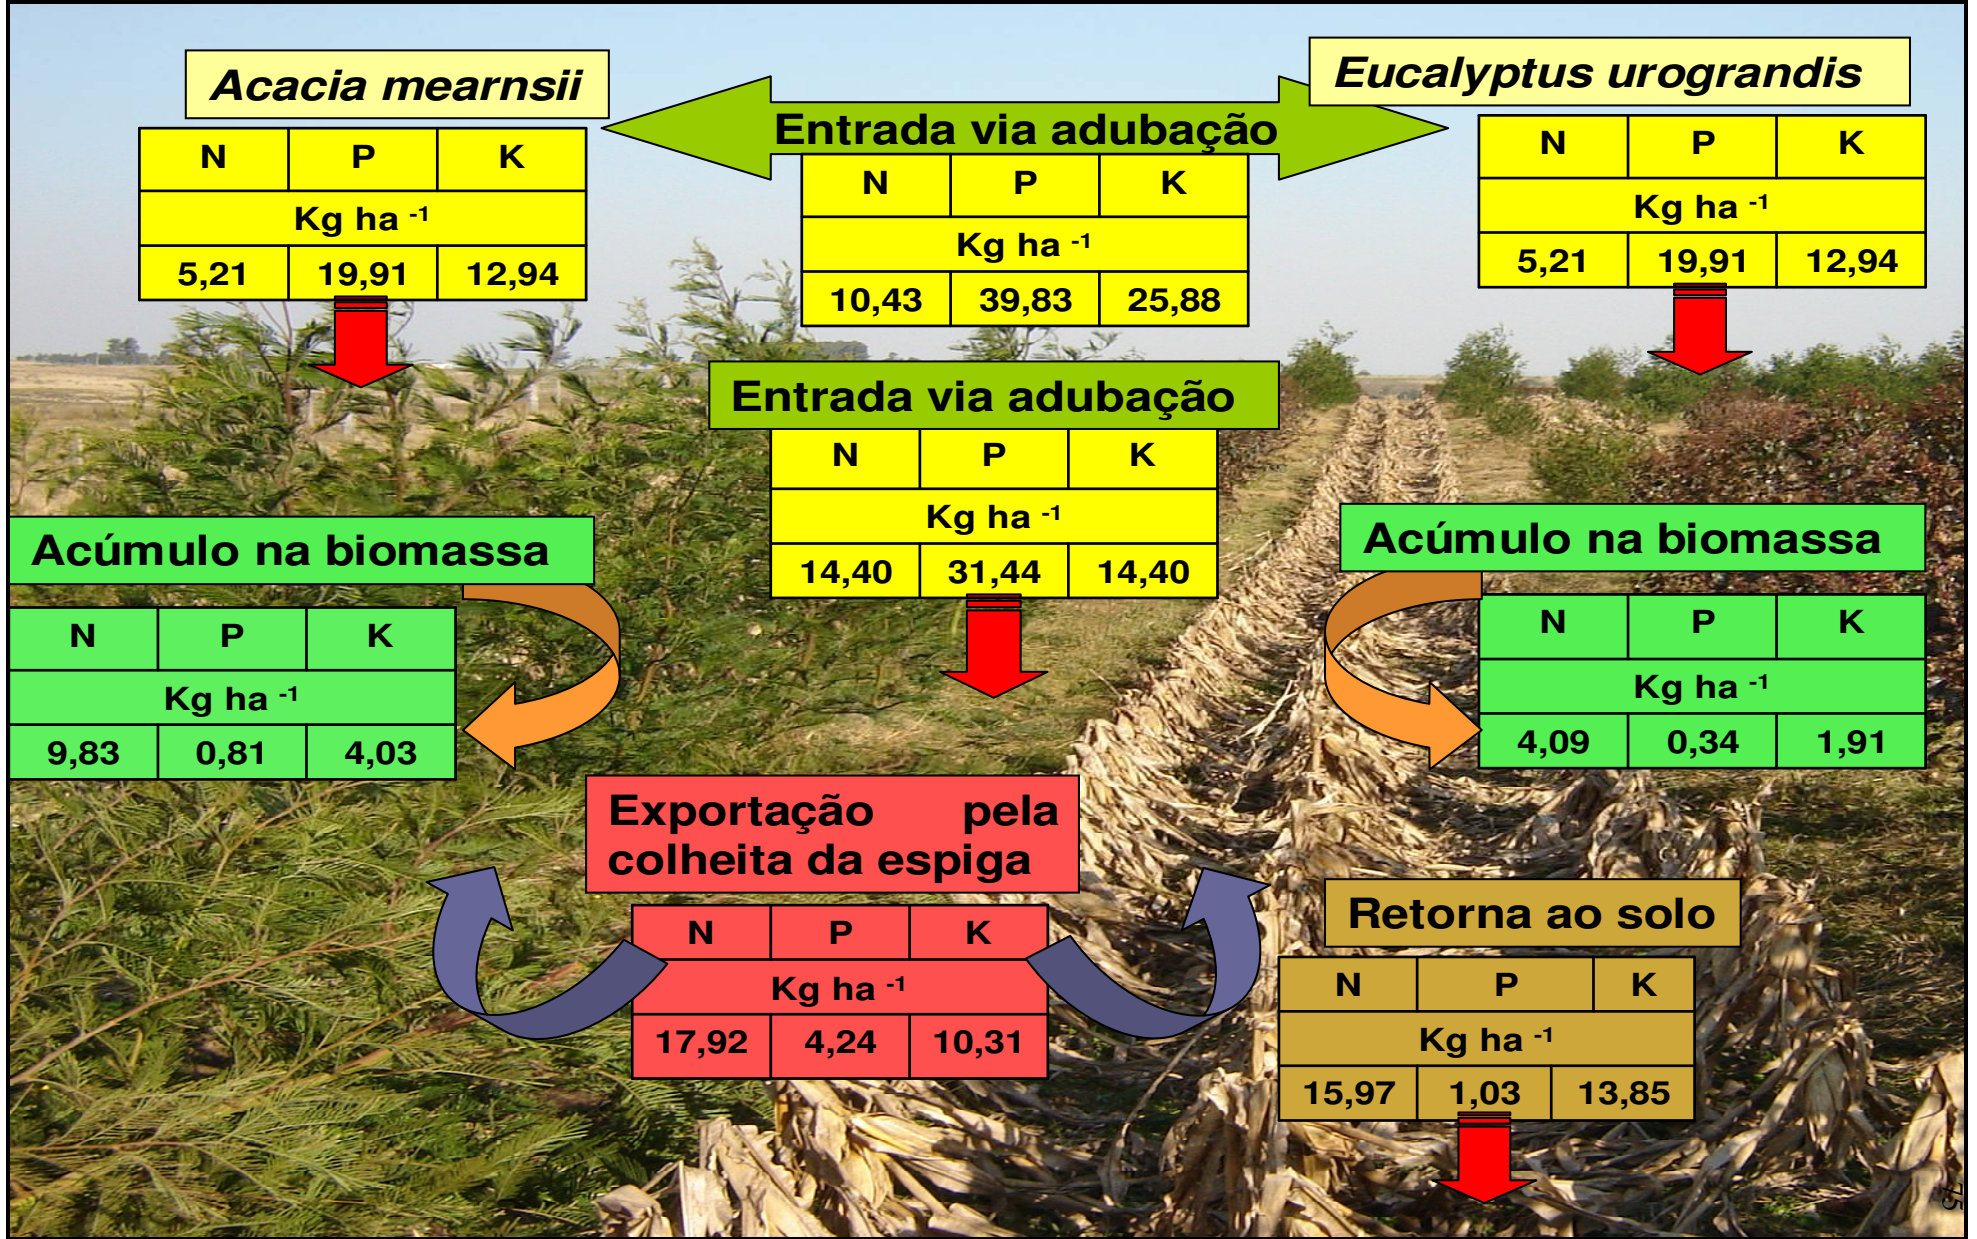 Acacia mearnsii
Eucalyptus urograndis
Entrada via adubação
N P K
Kg ha -1
5,21 19,91 12,94
N P K
Kg ha -1
10,43 39,83 25,88
N P K
Kg ha -1
5,21 19,91 12,94
Entrada via adubação
N P K
Kg ha -1
14,40 31,44 14,40
Acúmulo na biomassa
N P K
Kg ha -1
9,83 0,81 4,03
Acúmulo na biomassa
N P K
Kg ha -1
4,09 0,34 1,91
Exportação pela
colheita da espiga
N P K
Kg ha -1
17,92 4,24 10,31
Retorna ao solo
N P K
Kg ha -1
15,97 1,03 13,85
75